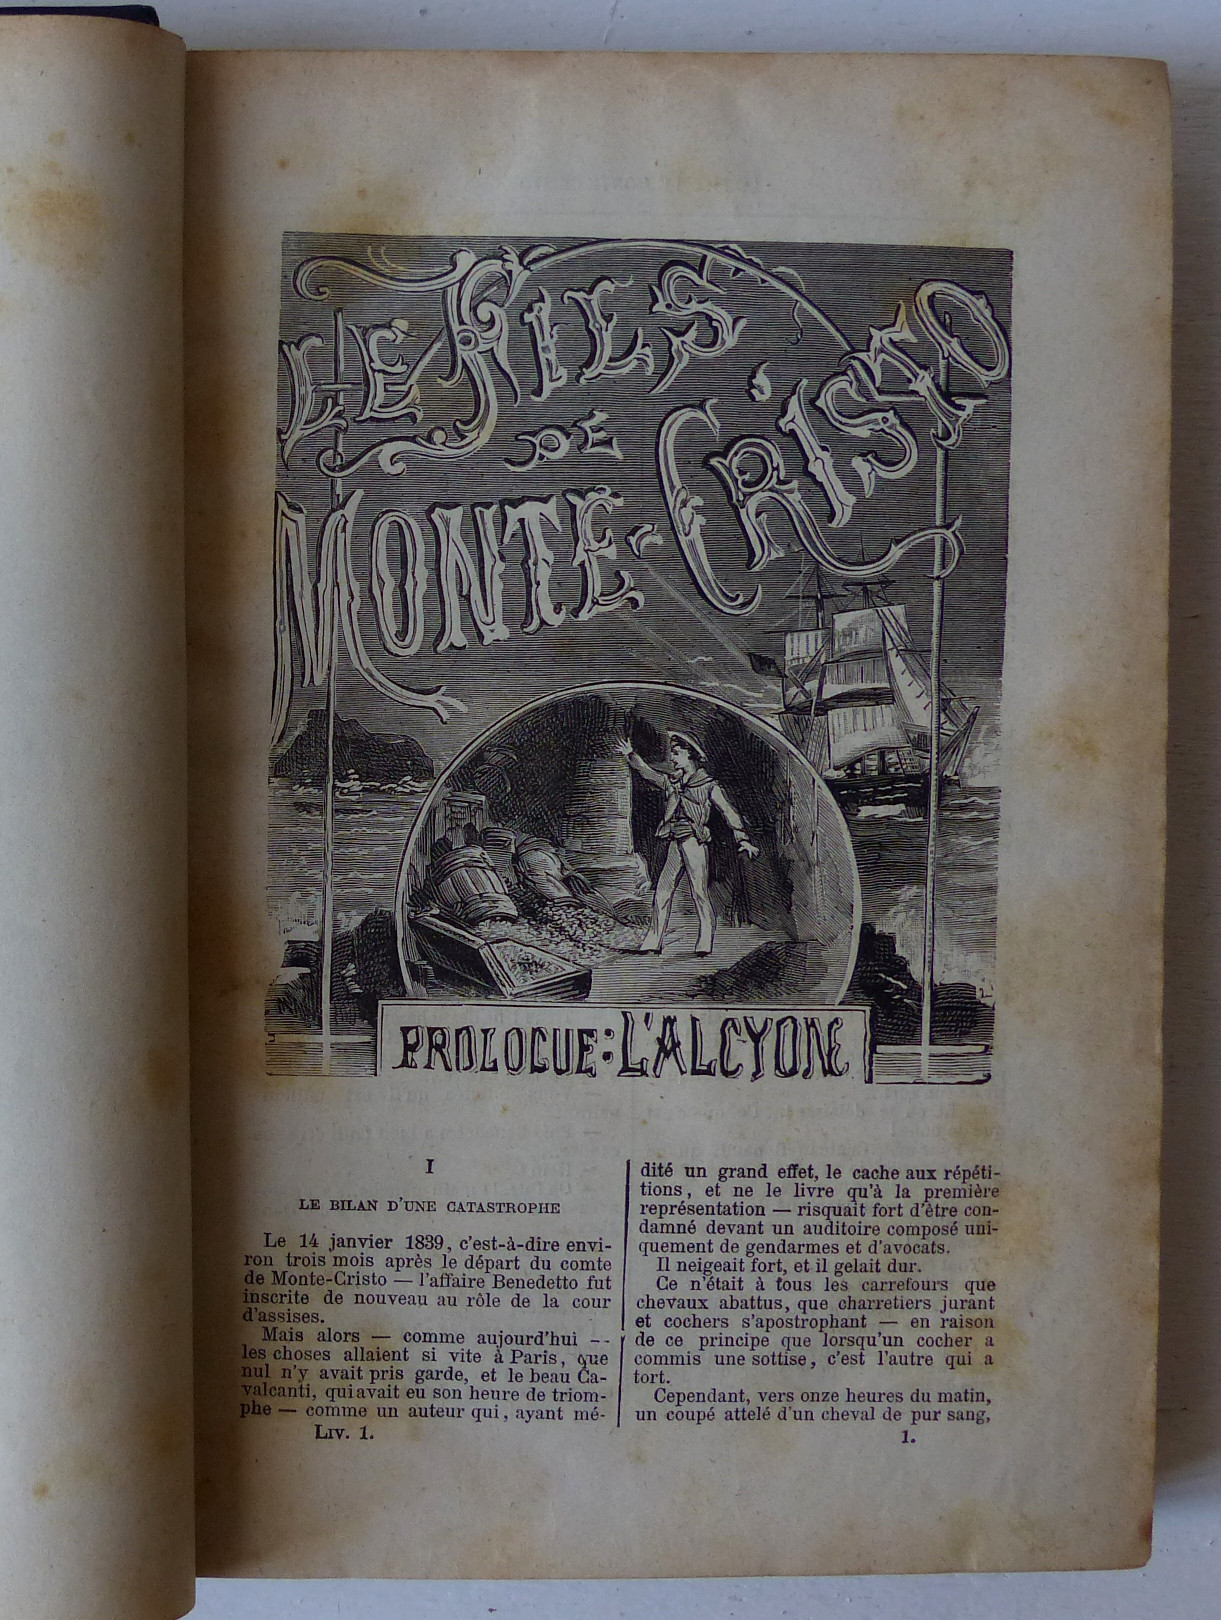 LE FILS
DE
MONTE-CRISTO
PROLOGUE: L'ALCYONE
I
LE BILAN D'UNE CATASTROPHE
Le 14 janvier 1839, c'est-à-dire envi-
ron trois mois après le départ du comte
de Monte-Cristo — l'affaire Benedetto fut
inscrite de nouveau au rôle de la cour
d'assises.
Mais alors — comme aujourd'hui —
les choses allaient si vite à Paris, que
nul n'y avait pris garde, et le beau Ca-
valcanti, qui avait eu son heure de triom-
phe — comme un auteur qui, ayant mé-
Liv. 1.
dité un grand effet, le cache aux répéti-
tions, et ne le livre qu'à la première
représentation — risquait fort d'être con-
damné devant un auditoire composé uni-
quement de gendarmes et d'avocats.
Il neigeait fort, et il gelait dur.
Ce n'était à tous les carrefours que
chevaux abattus, que charretiers jurant
et cochers s'apostrophant — en raison
de ce principe que lorsqu'un cocher a
commis une sottise, c'est l'autre qui a
tort.
Cependant, vers onze heures du matin,
un coupé attelé d'un cheval de pur sang,
1.